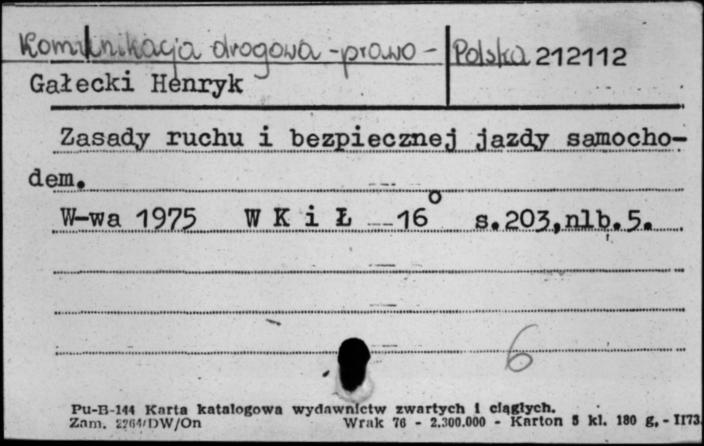 Komunikacja drogowa - prawo - Polska 212112
Gałecki Henryk
Zasady ruchu i bezpiecznej jazdy samocho-
dem.
W-wa 1975 W K i Ł 16° s.203,nlb.5.
6
Pu-B-144 Karta katalogowa wydawnictw zwartych i ciągłych.
Zam. 2264/DW/On Wrak 76 - 2.300.000 - Karton 5 kl. 180 g. - II73